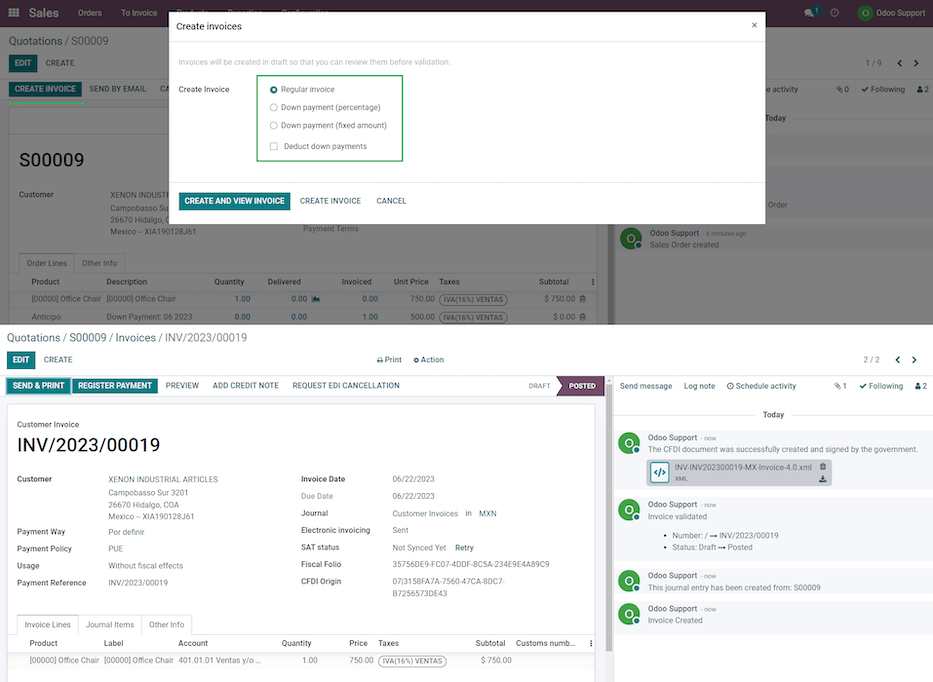 Sales Orders To Invoice Products Reporting Configuration 1 Odoo Support
Create invoices ×
Quotations / S00009
EDIT CREATE 1 / 9
Invoices will be created in draft so that you can review them before validation.
CREATE INVOICE SEND BY EMAIL CA e activity 0 Following 2
Create Invoice
Regular invoice
Down payment (percentage)
Down payment (fixed amount)
Deduct down payments
Today
S00009
CREATE AND VIEW INVOICE CREATE INVOICE CANCEL
Customer XENON INDUSTRI
Campobasso Su
26670 Hidalgo, C
Mexico – XIA190128J61
Payment Terms
Order
Odoo Support - 6 minutes ago
Sales Order created
Order Lines Other Info
Product Description Quantity Delivered Invoiced Unit Price Taxes Subtotal
[00000] Office Chair [00000] Office Chair 1.00 0.00 0.00 750.00 IVA(16%) VENTAS $ 750.00
Anticipo Down Payment: 06 2023 0.00 0.00 1.00 500.00 IVA(16%) VENTAS $ 0.00
Quotations / S00009 / Invoices / INV/2023/00019
EDIT CREATE Print Action 2 / 2
SEND & PRINT REGISTER PAYMENT PREVIEW ADD CREDIT NOTE REQUEST EDI CANCELLATION DRAFT POSTED Send message Log note Schedule activity 1 Following 2
Today
Customer Invoice
INV/2023/00019
Customer XENON INDUSTRIAL ARTICLES
Campobasso Sur 3201
26670 Hidalgo, COA
Mexico – XIA190128J61
Payment Way Por definir
Payment Policy PUE
Usage Without fiscal effects
Payment Reference INV/2023/00019
Invoice Date 06/22/2023
Due Date 06/22/2023
Journal Customer Invoices in MXN
Electronic invoicing Sent
SAT status Not Synced Yet Retry
Fiscal Folio 35756DE9-FC07-4DDF-8C5A-234E9E4A89C9
CFDI Origin 07|3158FA7A-7560-47CA-8DC7-
B7256573DE43
Odoo Support - now
The CFDI document was successfully created and signed by the government.
INV-INV202300019-MX-Invoice-4.0.xml
XML
Odoo Support - now
Invoice validated
• Number: / → INV/2023/00019
• Status: Draft → Posted
Odoo Support - now
This journal entry has been created from: S00009
Odoo Support - now
Invoice Created
Invoice Lines Journal Items Other Info
Product Label Account Quantity Price Taxes Subtotal Customs numb...
[00000] Office Chair [00000] Office Chair 401.01.01 Ventas y/o ... 1.00 750.00 IVA(16%) VENTAS $ 750.00